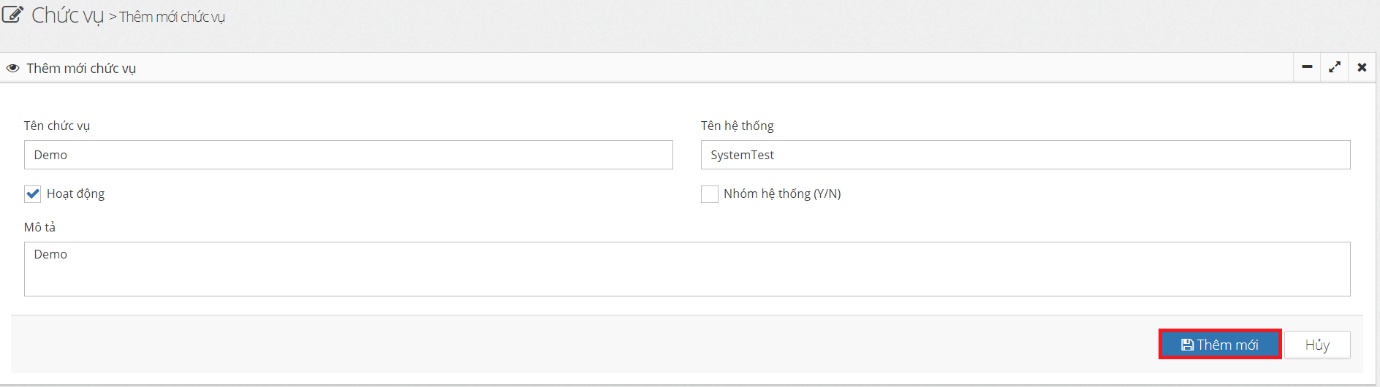 Chức vụ > Thêm mới chức vụ
Thêm mới chức vụ
Tên chức vụ
Tên hệ thống
Demo
SystemTest
Hoạt động
Nhóm hệ thống (Y/N)
Mô tả
Demo
Thêm mới
Hủy